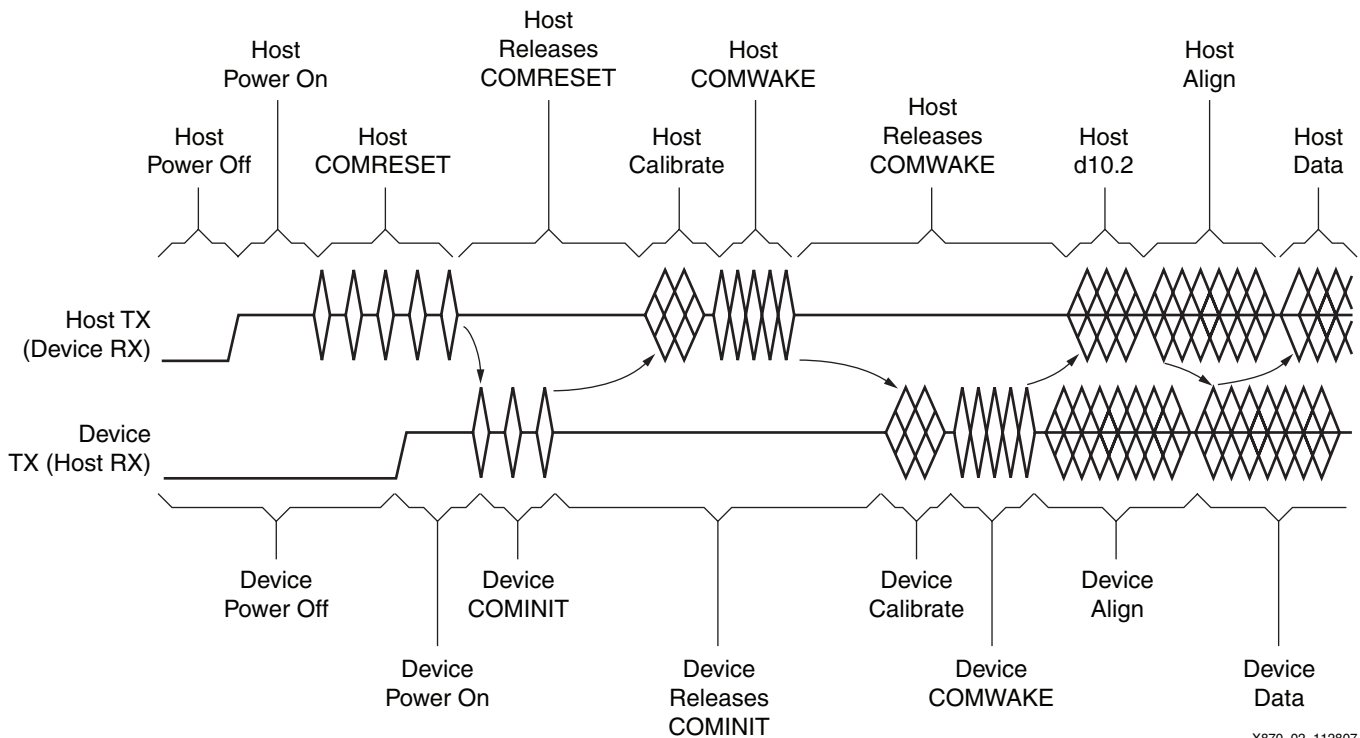 Host
Releases
COMRESET
Host
Power On
Host
COMWAKE
Host
Align
Host
Power Off
Host
COMRESET
Host
Calibrate
Host
Releases
COMWAKE
Host
d10.2
Host
Data
Host TX
(Device RX)
Device
TX (Host RX)
Device
Power Off
Device
COMINIT
Device
Calibrate
Device
Align
Device
Power On
Device
Releases
COMINIT
Device
COMWAKE
Device
Data
X870_02_112807